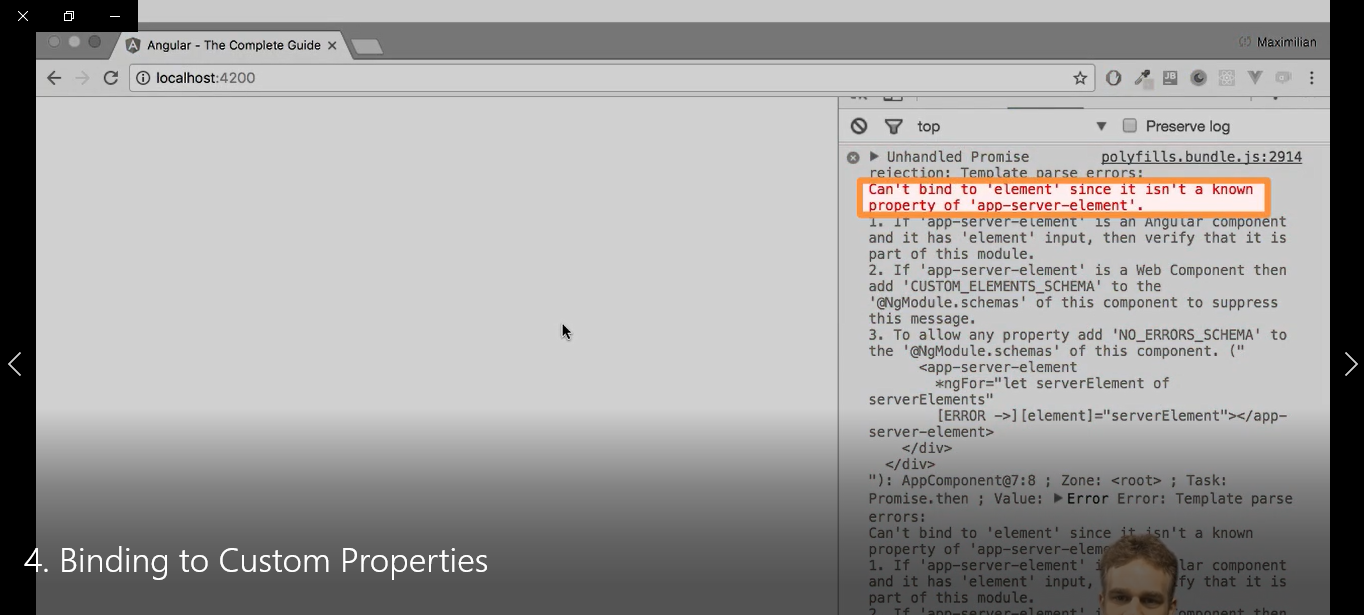 Angular - The Complete Guide
Maximilian
localhost:4200
top
Preserve log
Unhandled Promise polyfills.bundle.js:2914
rejection: Template parse errors:
Can't bind to 'element' since it isn't a known
property of 'app-server-element'.
1. If 'app-server-element' is an Angular component
and it has 'element' input, then verify that it is
part of this module.
2. If 'app-server-element' is a Web Component then
add 'CUSTOM_ELEMENTS_SCHEMA' to the
'@NgModule.schemas' of this component to suppress
this message.
3. To allow any property add 'NO_ERRORS_SCHEMA' to
the '@NgModule.schemas' of this component. ("
<app-server-element
*ngFor="let serverElement of
serverElements"
[ERROR ->][element]="serverElement"></app-
server-element>
</div>
</div>
"): AppComponent@7:8 ; Zone: <root> ; Task:
Promise.then ; Value: ▶Error Error: Template parse
errors:
Can't bind to 'element' since it isn't a known
property of 'app-server-elem
1. If 'app-server-element' i lar component
and it has 'element' input, fy that it is
part of this module.
2. If 'app-server-element' i Component then
4. Binding to Custom Properties